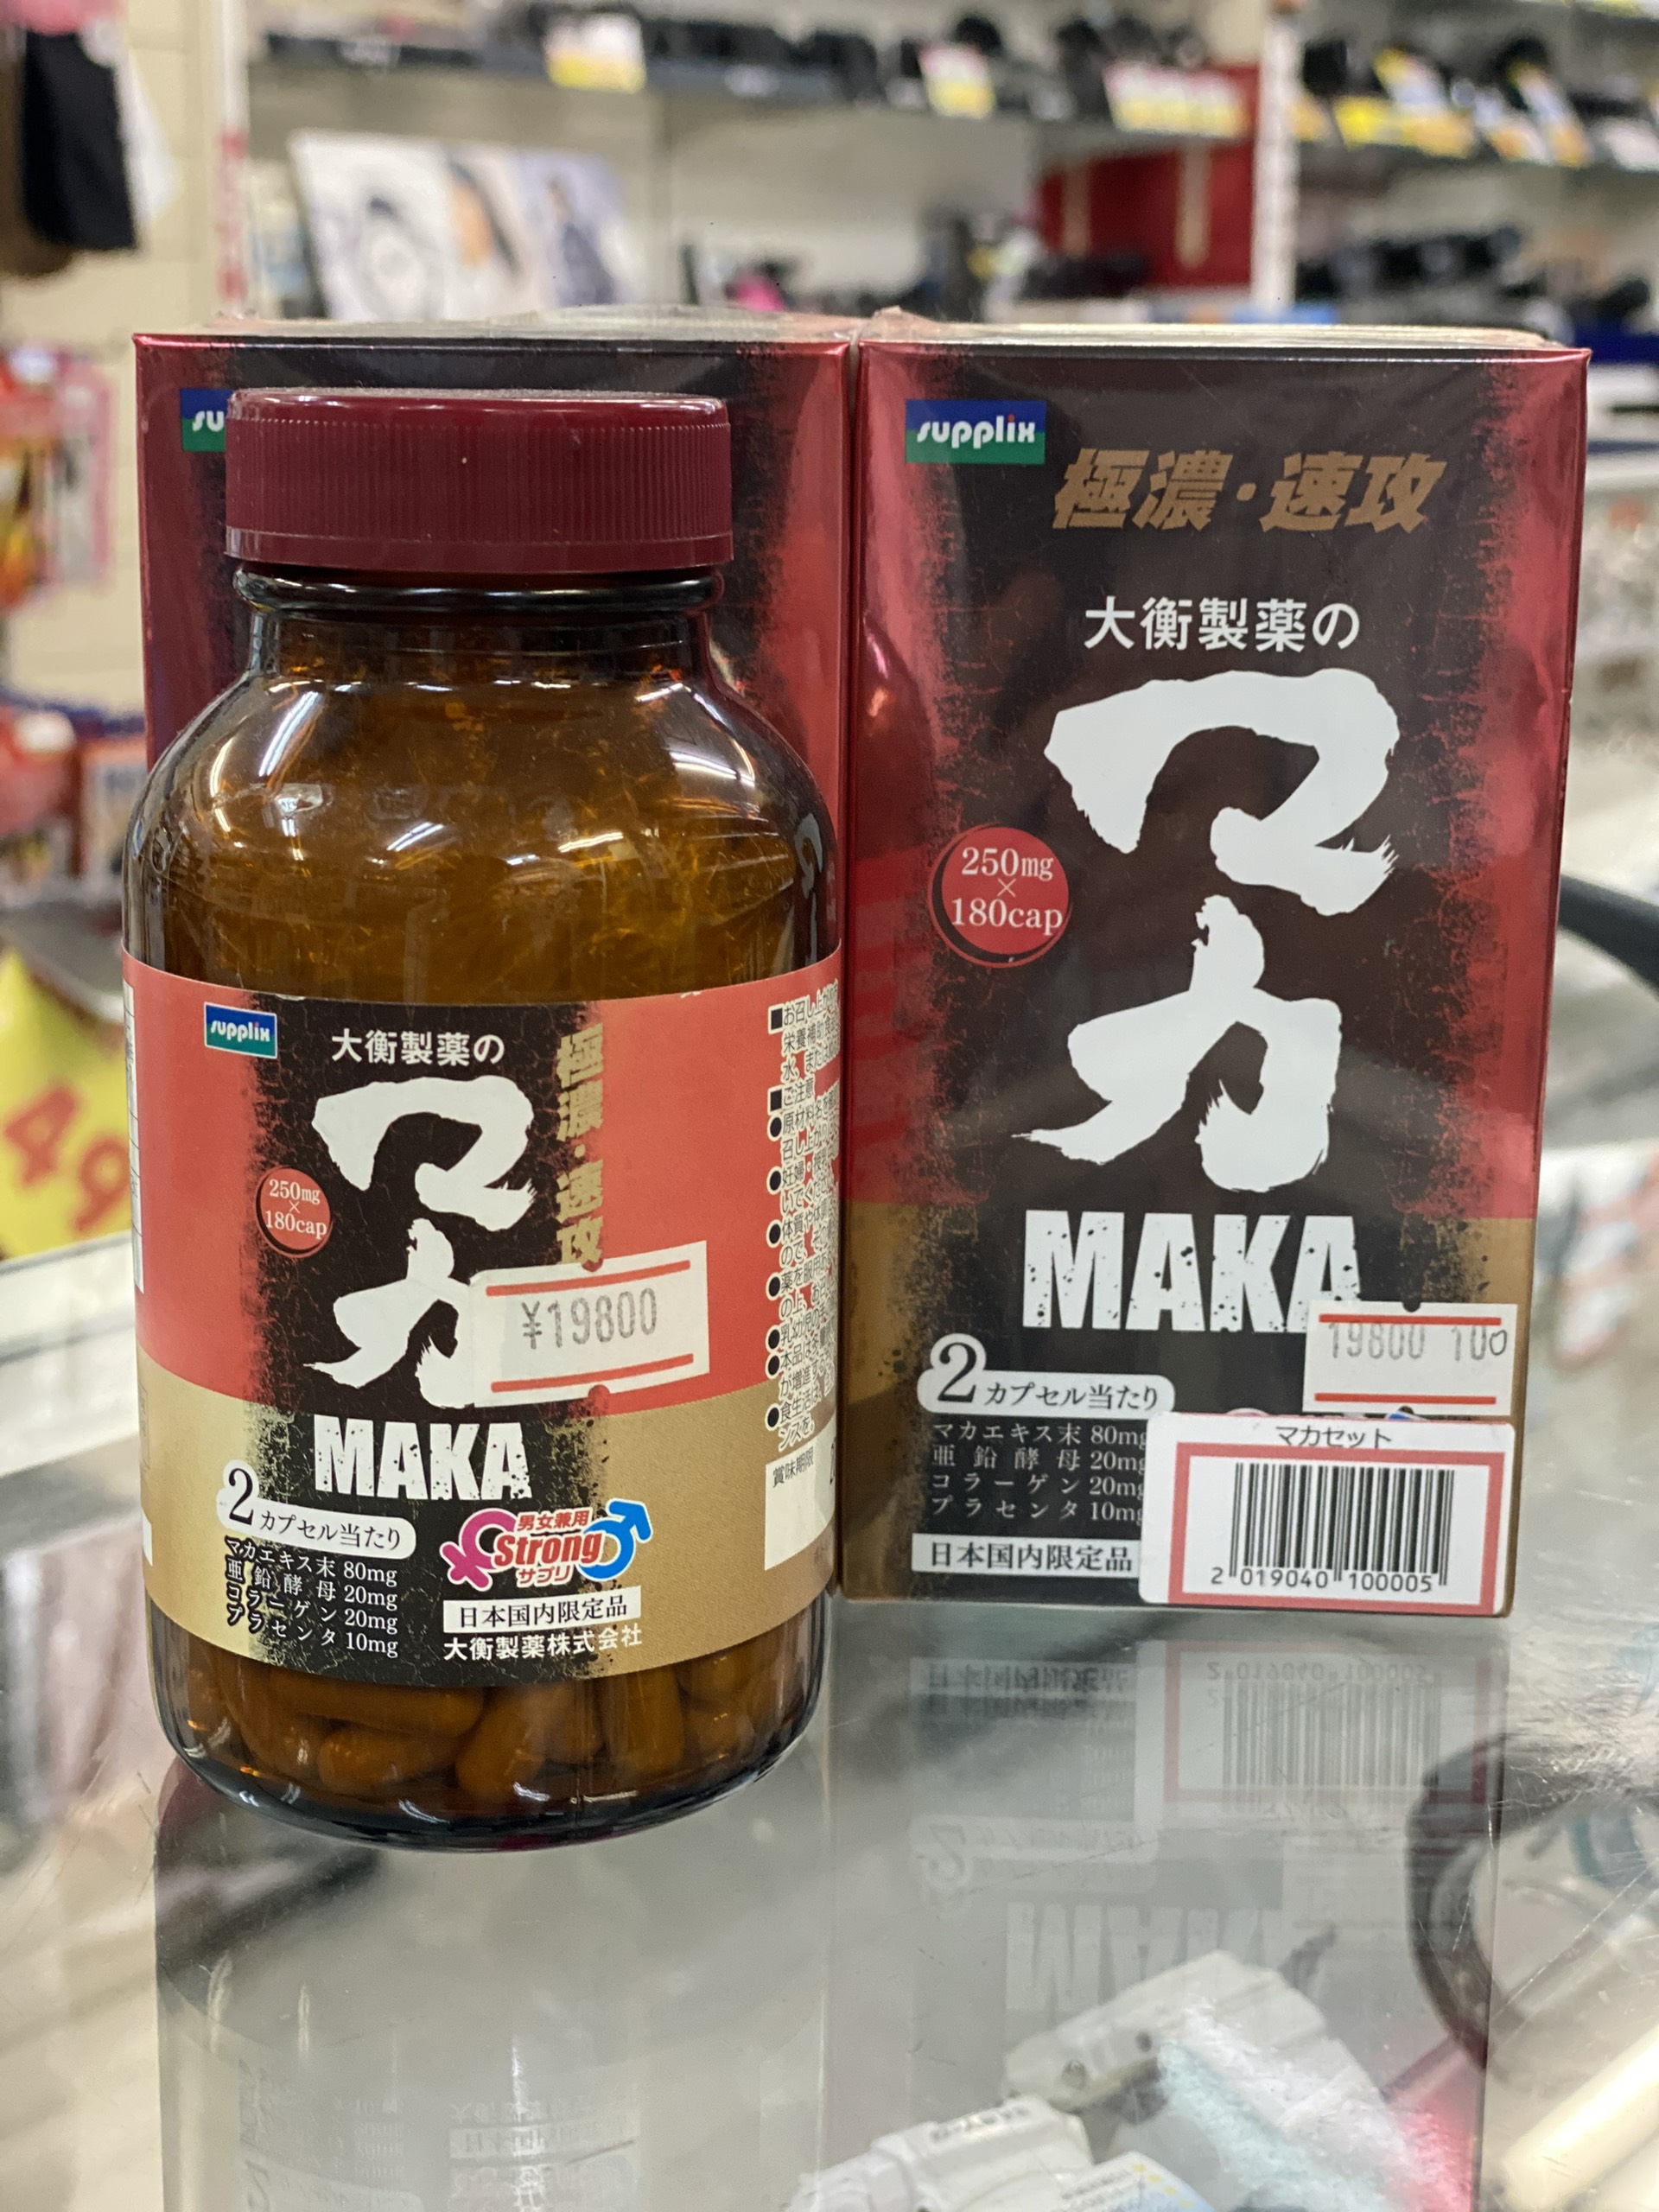 supplix
極濃・速攻
大衡製薬の
マカ
250mg
×
180cap
MAKA
19800 100
2カプセル当たり
マカエキス末 80mg
亜鉛酵母 20mg
コラーゲン 20mg
プラセンタ 10mg
日本国内限定品
マカセット
2 019040 100005
su
supplix
大衡製薬の
極濃・速攻
マカ
250mg
×
180cap
¥19800
MAKA
2カプセル当たり
マカエキス末 80mg
亜鉛酵母 20mg
コラーゲン 20mg
プラセンタ 10mg
男女兼用
Strong
サプリ
日本国内限定品
大衡製薬株式会社
■ご注意
賞味期限
49